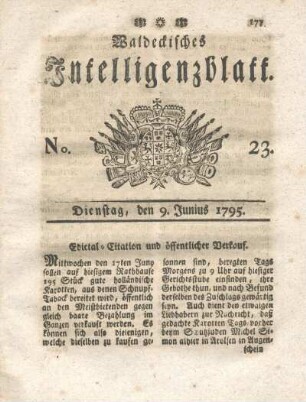 171
Waldeckisches
Intelligenzblatt.
No. 23.
Dienstag, den 9. Junius 1795.
Edictal-Citation und öffentlicher Verkauf.
Mittwochen den 17ten Juny
sollen auf hiesigem Rathhause
195 Stück gute holländische
Karotten, aus denen Schnupf-
Taback bereitet wird, öffentlich
an den Meistbietenden gegen
gleich baare Bezahlung im
Ganzen verkauft werden. Es
können sich also diejenigen,
welche dieselben zu kaufen ge-
sonnen sind, beregten Tags
Morgens 9 Uhr auf hiesiger
Gerichtsstube einfinden, ihre
Gebothe thun, und nach Befund
derselben des Zuschlags gewärtig
seyn. Auch dient den etwaigen
Liebhabern zur Nachricht, daß
gedachte Karotten Tags vorher
beym Schutzjuden Michel Si-
mon alhier in Arolsen in Augen-
schein